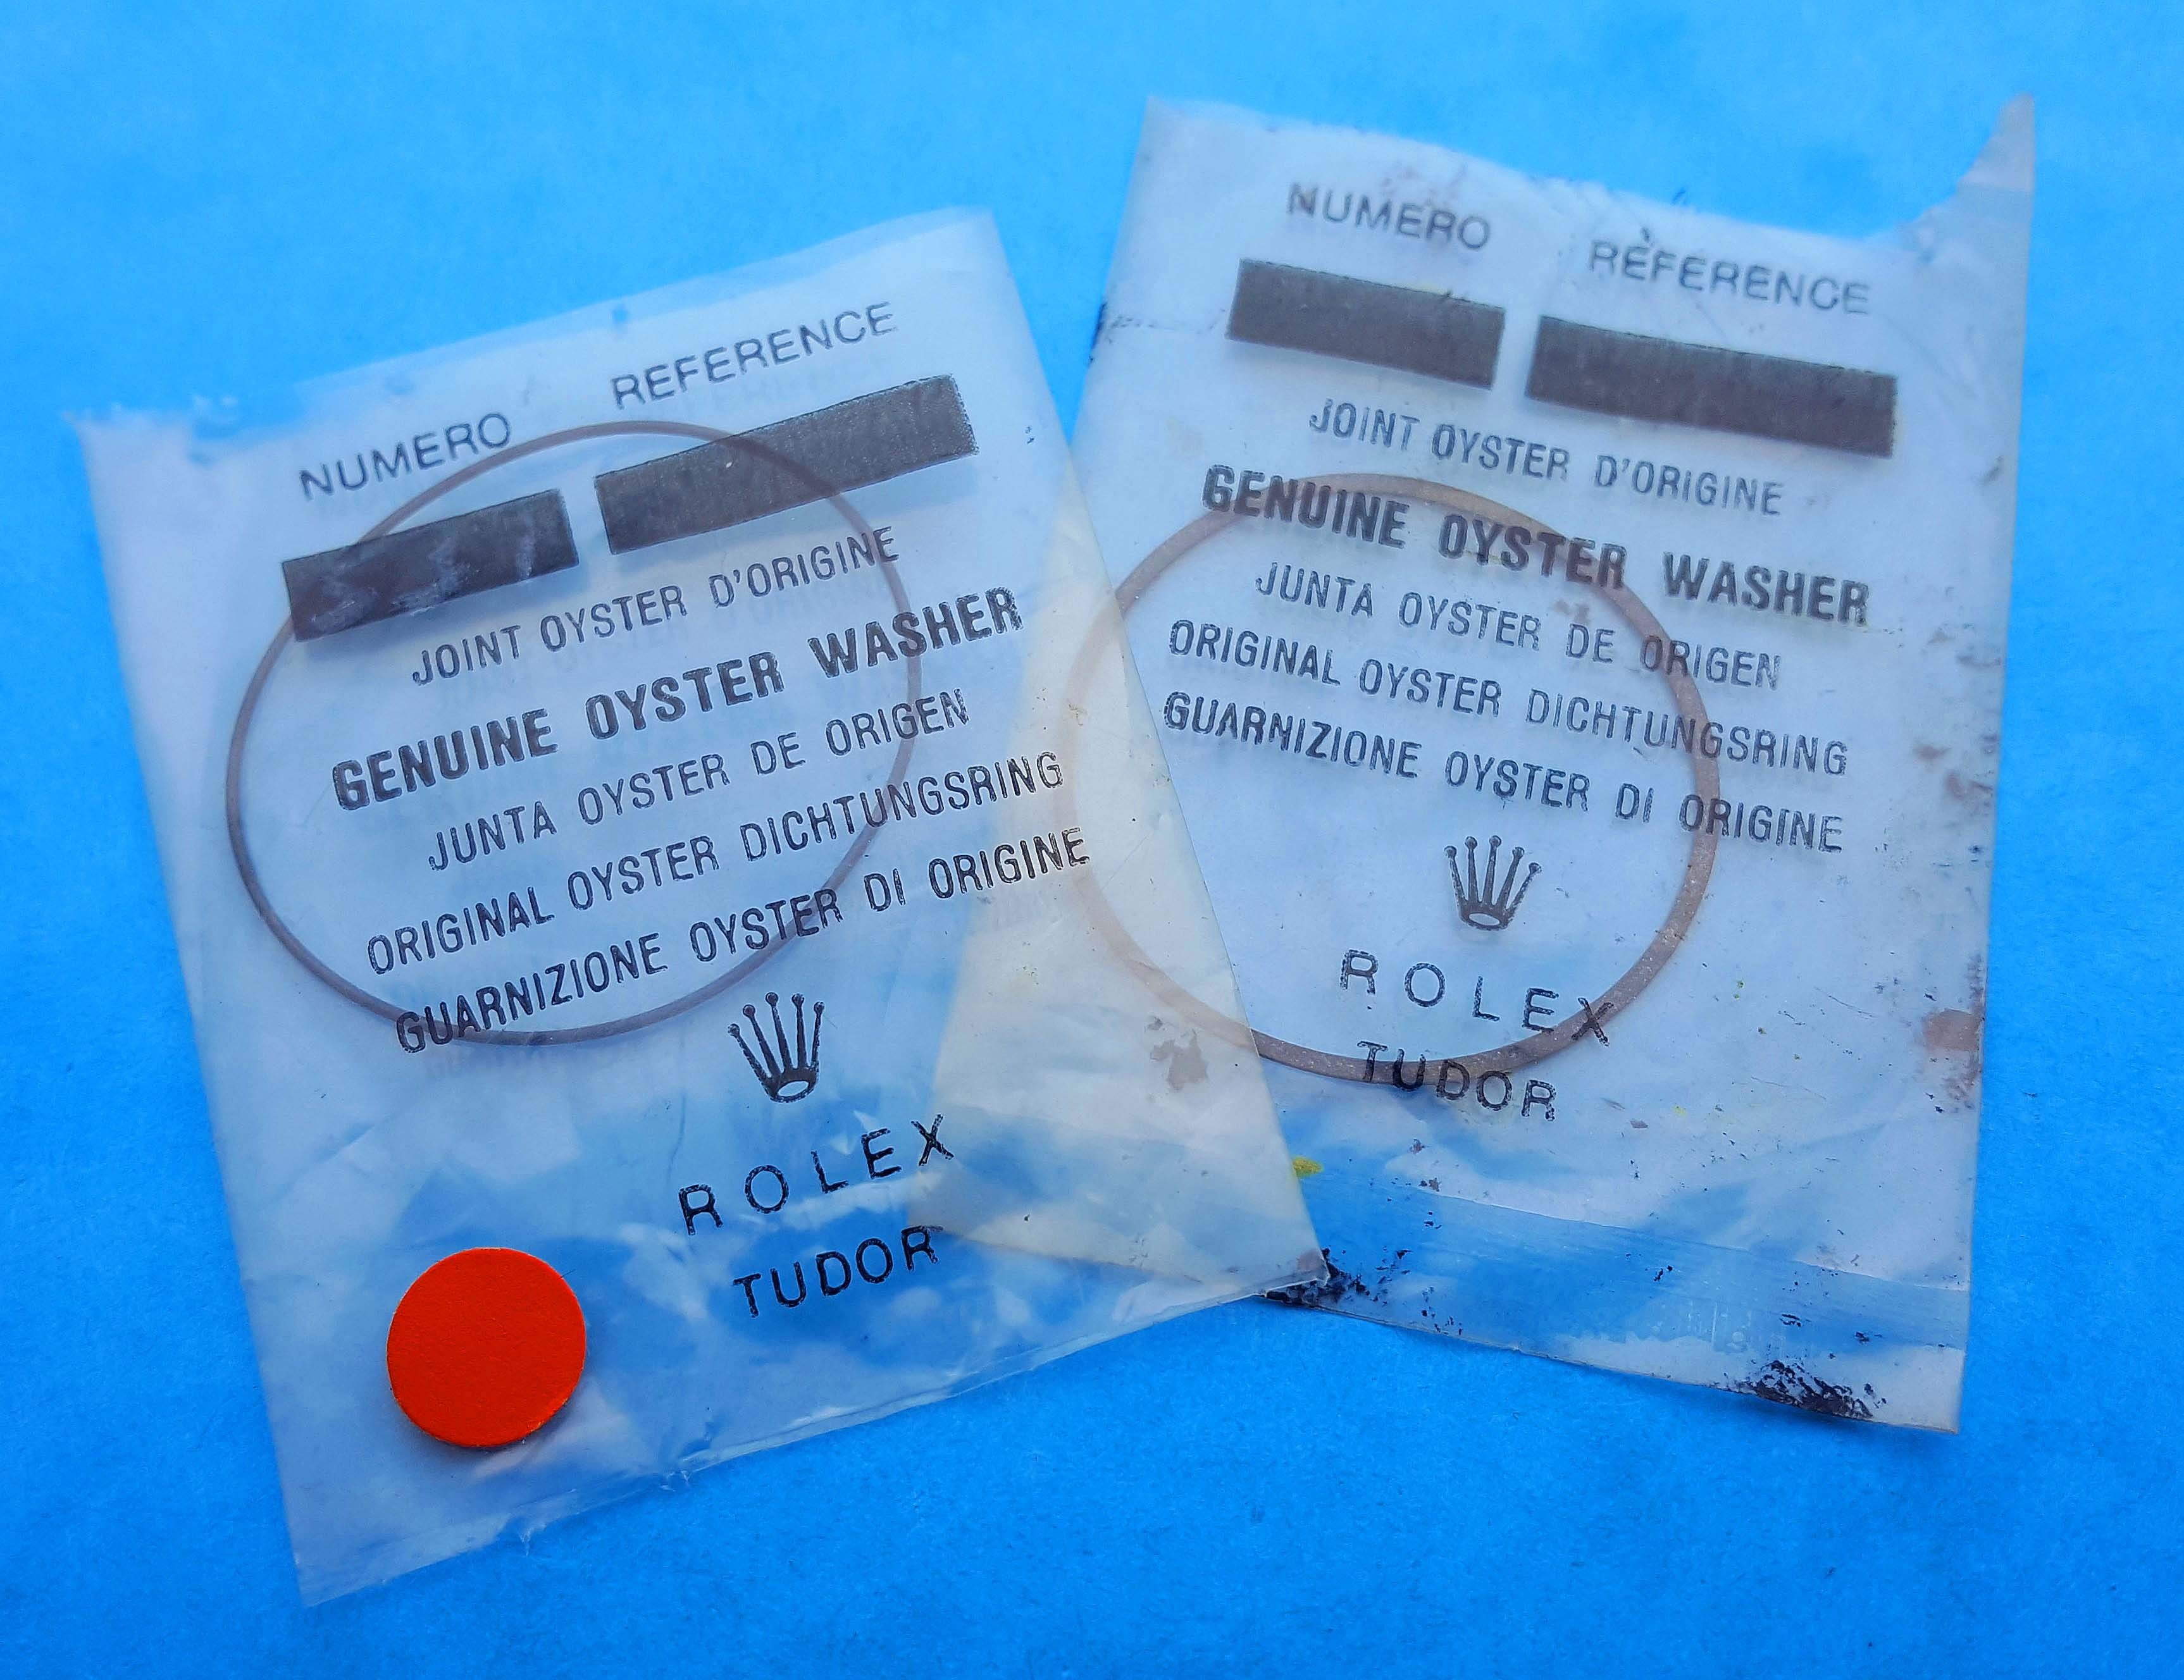 NUMERO REFERENCE
JOINT OYSTER D'ORIGINE
GENUINE OYSTER WASHER
JUNTA OYSTER DE ORIGEN
ORIGINAL OYSTER DICHTUNGSRING
GUARNIZIONE OYSTER DI ORIGINE
ROLEX
TUDOR
NUMERO REFERENCE
JOINT OYSTER D'ORIGINE
GENUINE OYSTER WASHER
JUNTA OYSTER DE ORIGEN
ORIGINAL OYSTER DICHTUNGSRING
GUARNIZIONE OYSTER DI ORIGINE
ROLEX
TUDOR